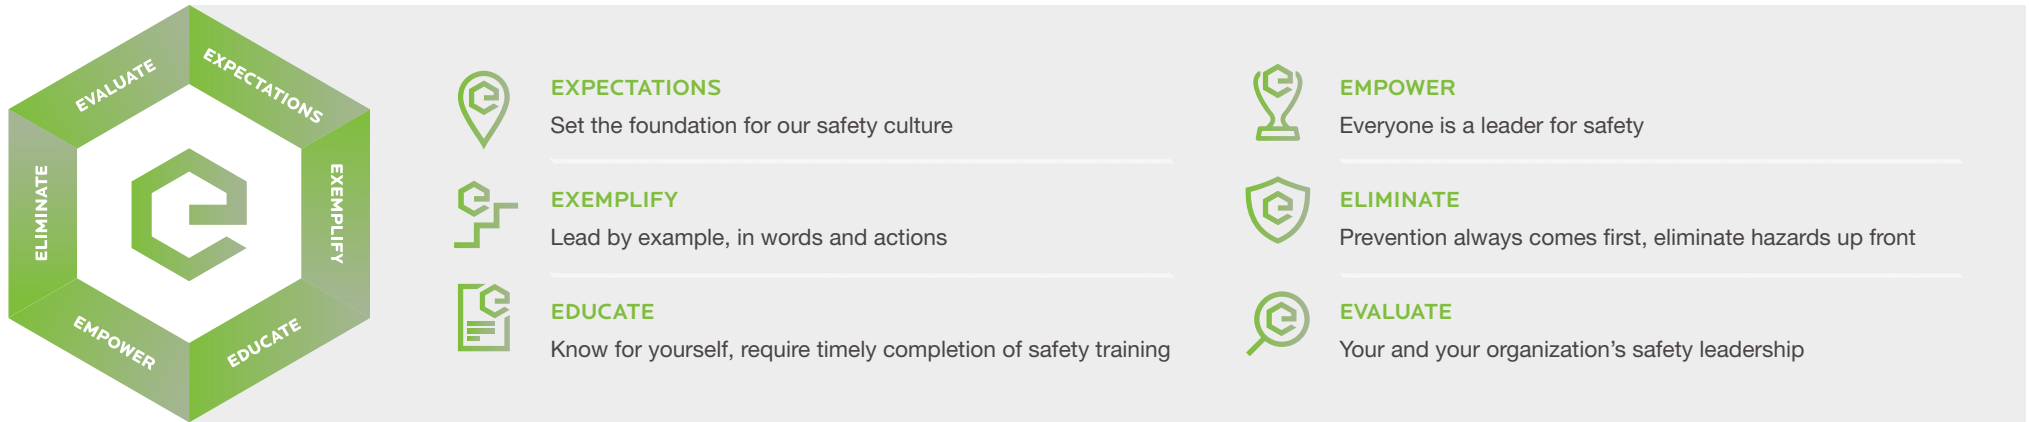 EVALUATE
EXPECTATIONS
ELIMINATE
EXEMPLIFY
EMPOWER
EDUCATE
EXPECTATIONS
Set the foundation for our safety culture
EXEMPLIFY
Lead by example, in words and actions
EDUCATE
Know for yourself, require timely completion of safety training
EMPOWER
Everyone is a leader for safety
ELIMINATE
Prevention always comes first, eliminate hazards up front
EVALUATE
Your and your organization’s safety leadership